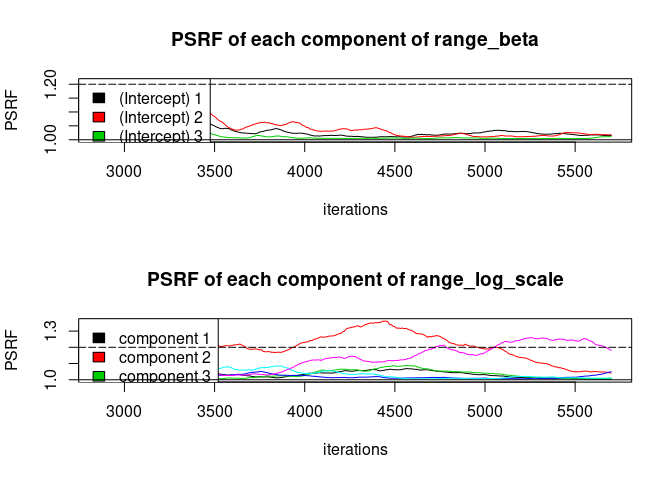 PSRF of each component of range_beta
PSRF
1.20
1.00
(Intercept) 1
(Intercept) 2
(Intercept) 3
3000 3500 4000 4500 5000 5500
iterations
PSRF of each component of range_log_scale
PSRF
1.3
1.0
component 1
component 2
component 3
3000 3500 4000 4500 5000 5500
iterations